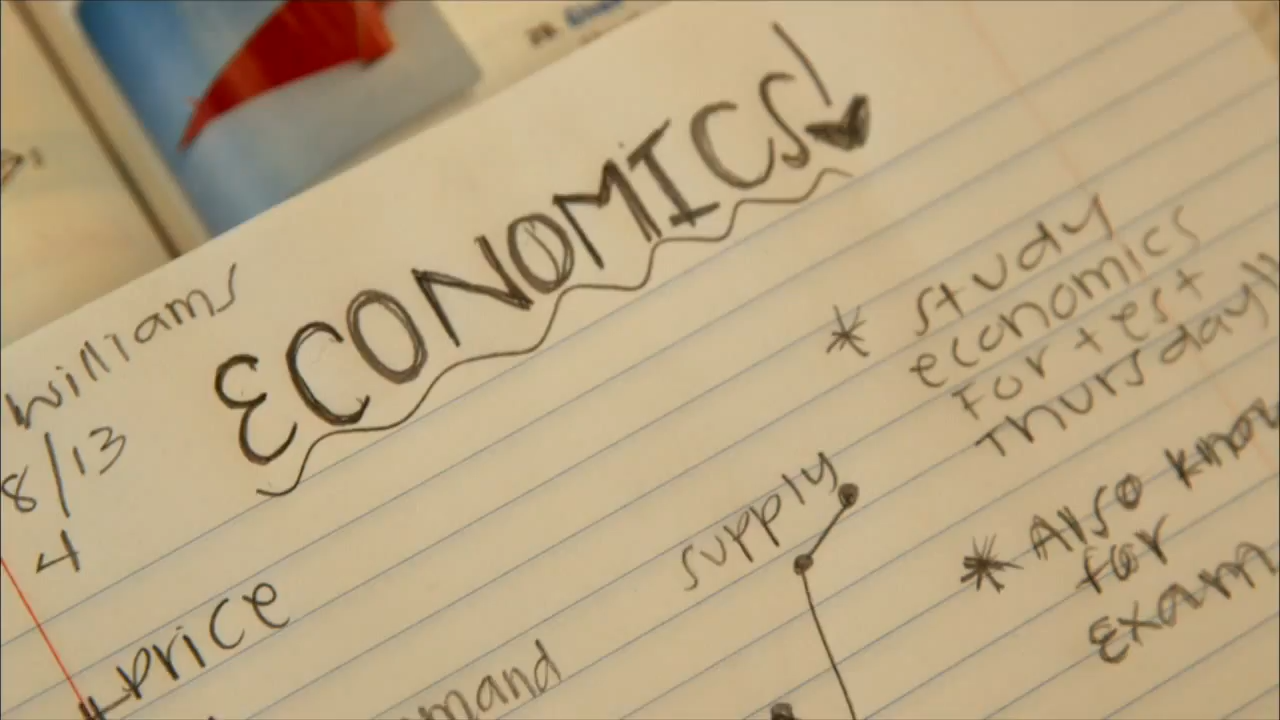 ECONOMICS!
Williams
8/13
4
* study
economics
for test
Thursday!!
supply
* Also know
for
Exam
price
mand